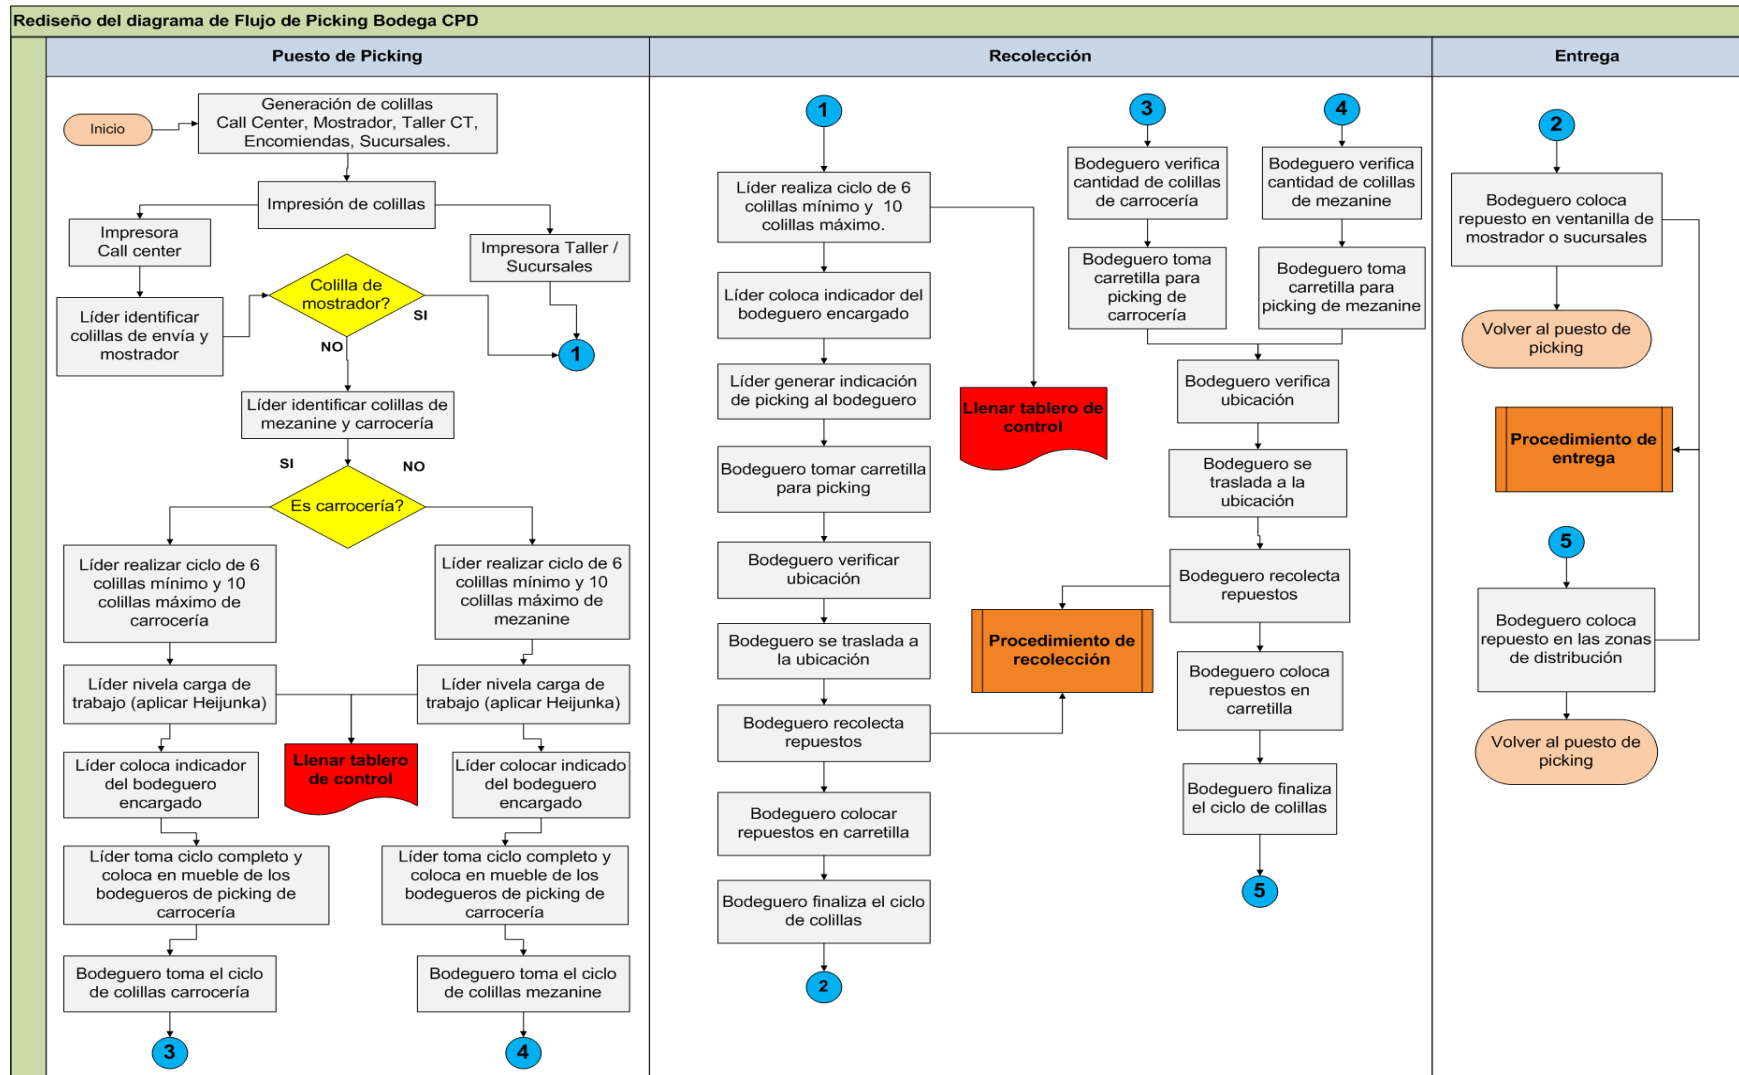 Rediseño del diagrama de Flujo de Picking Bodega CPD
Puesto de Picking
Recolección
Entrega
Inicio
Generación de colillas
Call Center, Mostrador, Taller CT,
Encomiendas, Sucursales.
Impresión de colillas
Impresora
Call center
Impresora Taller /
Sucursales
Líder identificar
colillas de envía y
mostrador
Colilla de
mostrador?
SI
NO
1
Líder identificar colillas de
mezanine y carrocería
SI
NO
Es carrocería?
Líder realizar ciclo de 6
colillas mínimo y 10
colillas máximo de
carrocería
Líder realizar ciclo de 6
colillas mínimo y 10
colillas máximo de
mezanine
Líder nivela carga de
trabajo (aplicar Heijunka)
Líder nivela carga de
trabajo (aplicar Heijunka)
Llenar tablero
de control
Líder coloca indicador
del bodeguero
encargado
Líder colocar indicado
del bodeguero
encargado
Líder toma ciclo completo y
coloca en mueble de los
bodegueros de picking de
carrocería
Líder toma ciclo completo y
coloca en mueble de los
bodegueros de picking de
carrocería
Bodeguero toma el ciclo
de colillas carrocería
Bodeguero toma el ciclo
de colillas mezanine
3
4
1
Líder realiza ciclo de 6
colillas mínimo y 10
colillas máximo.
Líder coloca indicador del
bodeguero encargado
Líder generar indicación
de picking al bodeguero
Llenar tablero de
control
Bodeguero tomar carretilla
para picking
Bodeguero verificar
ubicación
Bodeguero se traslada a
la ubicación
Bodeguero recolecta
repuestos
Procedimiento de
recolección
Bodeguero colocar
repuestos en carretilla
Bodeguero finaliza el ciclo
de colillas
2
3
4
Bodeguero verifica
cantidad de colillas
de carrocería
Bodeguero verifica
cantidad de colillas
de mezanine
Bodeguero toma
carretilla para
picking de
carrocería
Bodeguero toma
carretilla para
picking de mezanine
Bodeguero verifica
ubicación
Bodeguero se
traslada a la
ubicación
Bodeguero recolecta
repuestos
Bodeguero coloca
repuestos en
carretilla
Bodeguero finaliza
el ciclo de colillas
5
2
Bodeguero coloca
repuesto en ventanilla de
mostrador o sucursales
Volver al puesto de
picking
Procedimiento de
entrega
5
Bodeguero coloca
repuesto en las zonas
de distribución
Volver al puesto de
picking